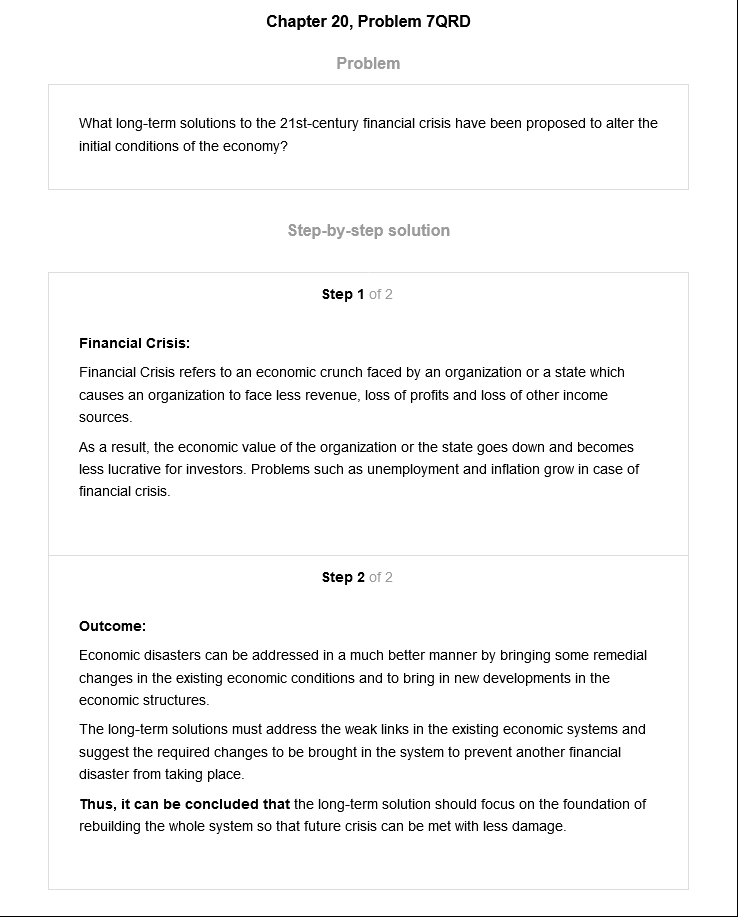 Chapter 20, Problem 7QRD
Problem
What long-term solutions to the 21st-century financial crisis have been proposed to alter the
initial conditions of the economy?
Step-by-step solution
Step 1 of 2
Financial Crisis:
Financial Crisis refers to an economic crunch faced by an organization or a state which
causes an organization to face less revenue, loss of profits and loss of other income
sources.
As a result, the economic value of the organization or the state goes down and becomes
less lucrative for investors. Problems such as unemployment and inflation grow in case of
financial crisis.
Step 2 of 2
Outcome:
Economic disasters can be addressed in a much better manner by bringing some remedial
changes in the existing economic conditions and to bring in new developments in the
economic structures.
The long-term solutions must address the weak links in the existing economic systems and
suggest the required changes to be brought in the system to prevent another financial
disaster from taking place.
Thus, it can be concluded that the long-term solution should focus on the foundation of
rebuilding the whole system so that future crisis can be met with less damage.